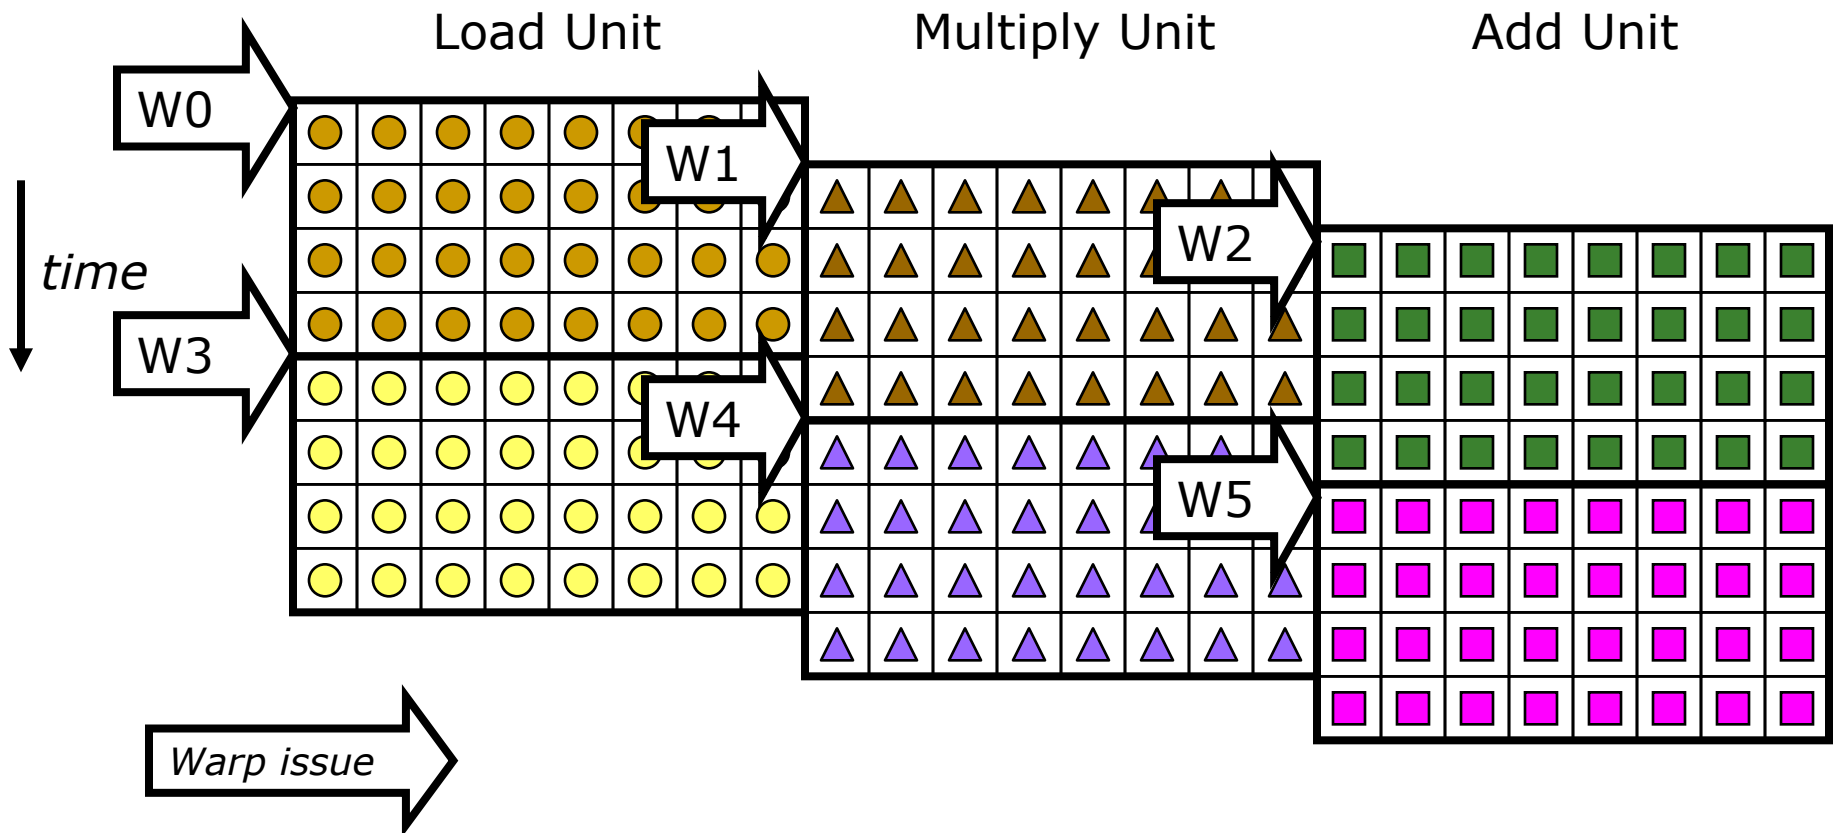 Load Unit
Multiply Unit
Add Unit
W0
W1
W2
time
W3
W4
W5
Warp issue